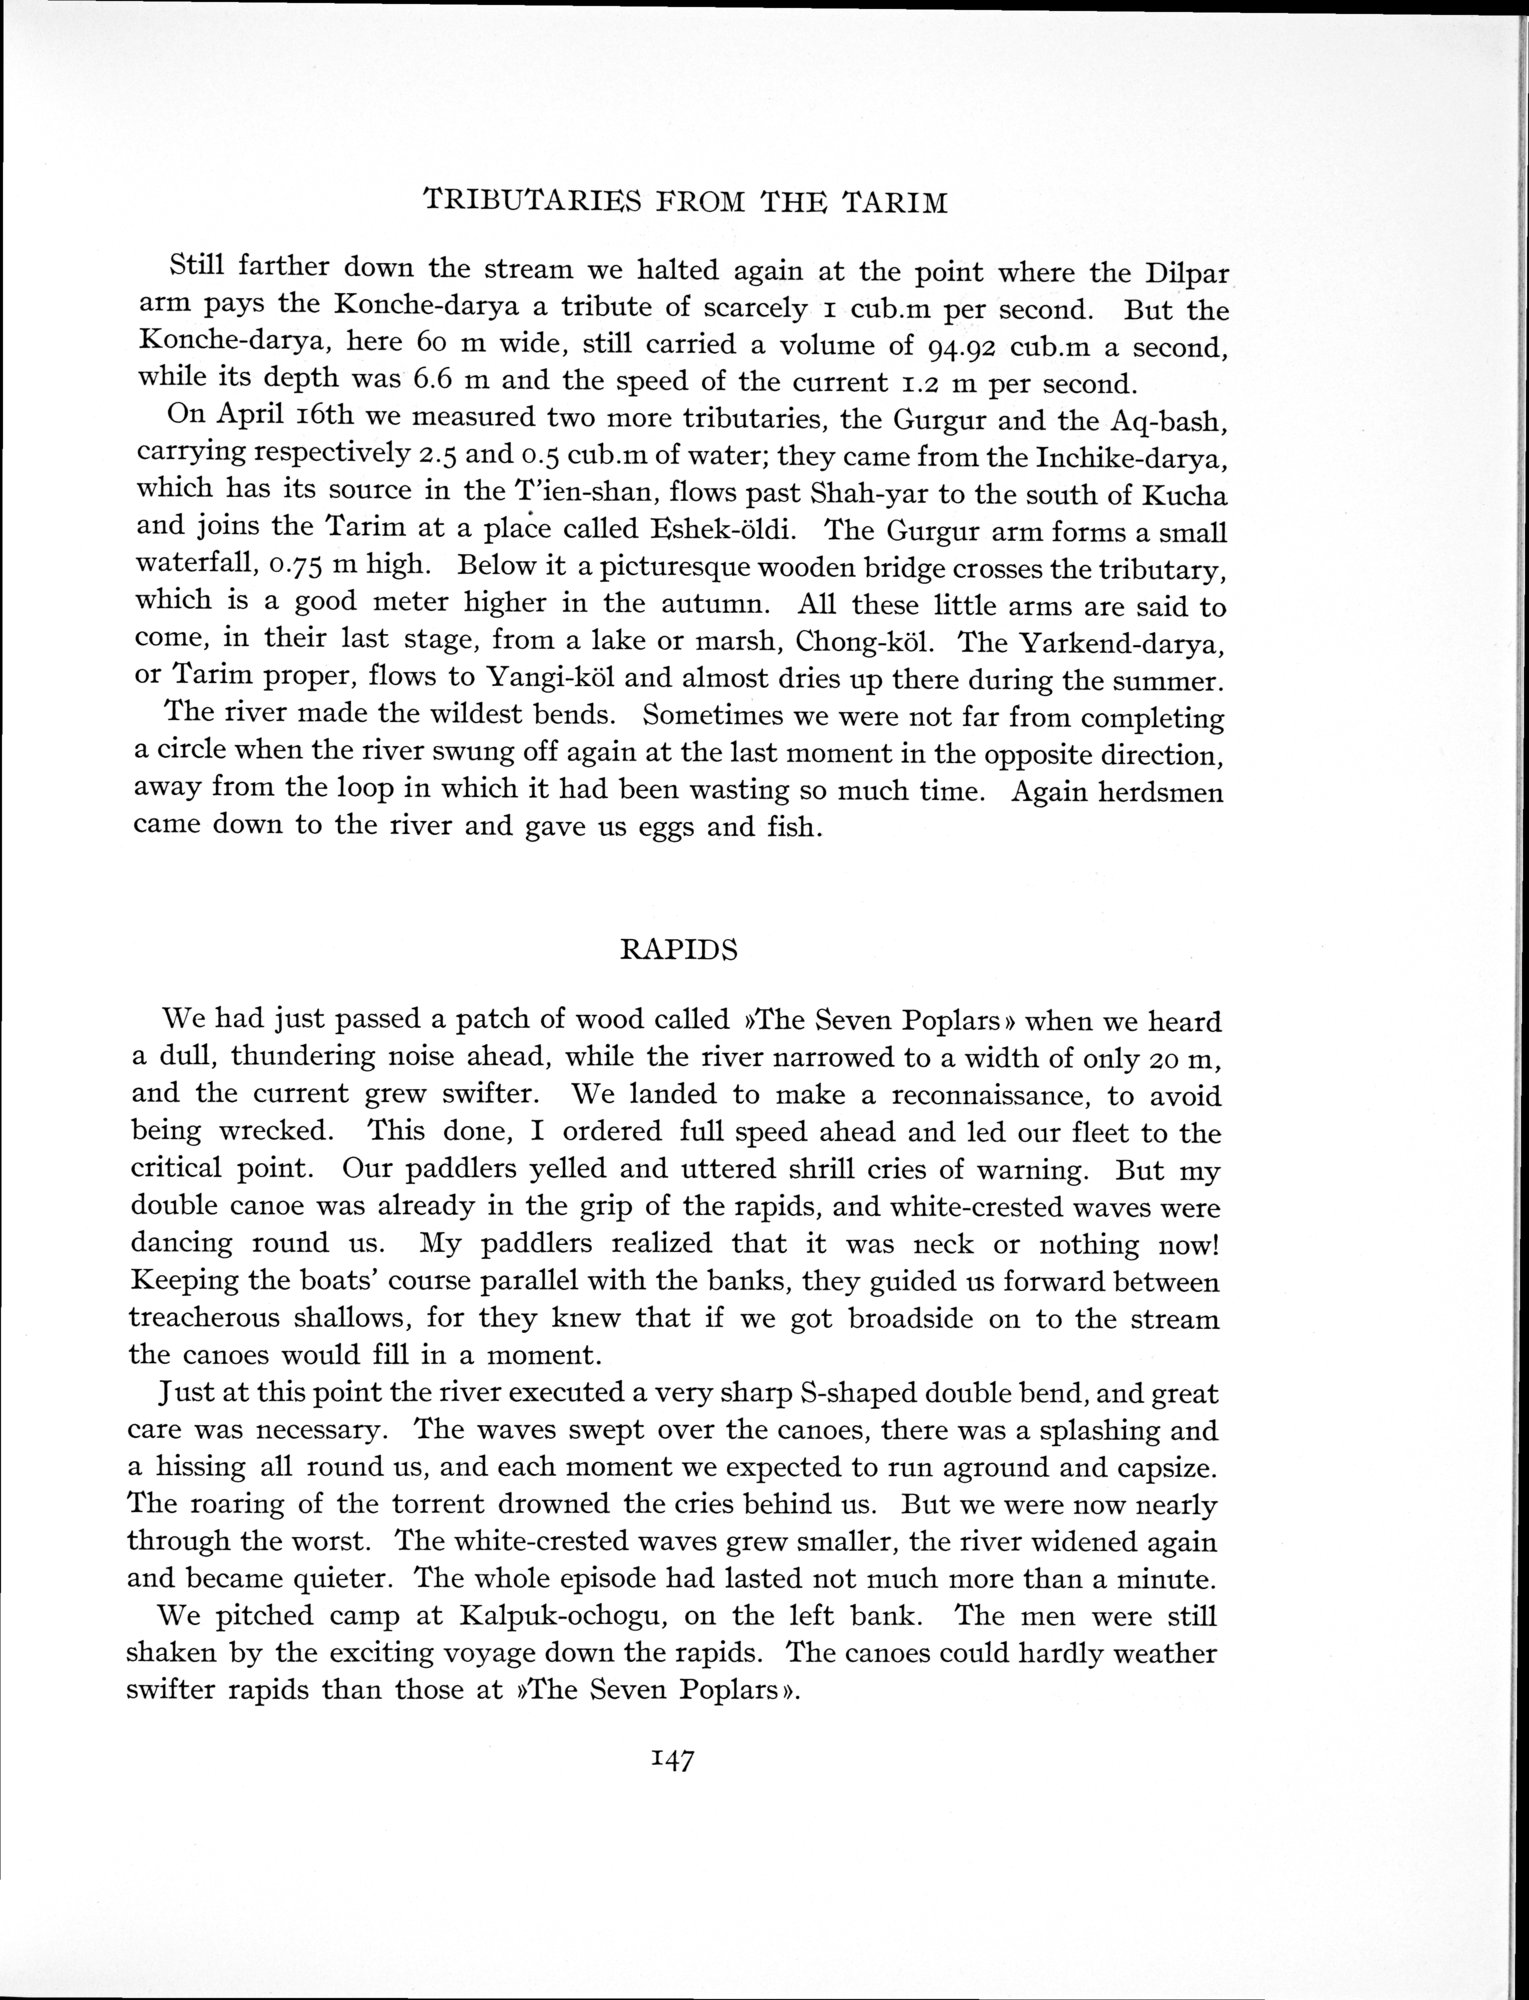 TRIBUTARIES FROM THE TARIM
Still farther down the stream we halted again at the point where the Dilpar
arm pays the Konche-darya a tribute of scarcely 1 cub.m per second. But the
Konche-darya, here 60 m wide, still carried a volume of 94.92 cub.m a second,
while its depth was 6.6 m and the speed of the current 1.2 m per second.
On April 16th we measured two more tributaries, the Gurgur and the Aq-bash,
carrying respectively 2.5 and 0.5 cub.m of water; they came from the Inchike-darya,
which has its source in the T'ien-shan, flows past Shah-yar to the south of Kucha
and joins the Tarim at a place called Eshek-öldi. The Gurgur arm forms a small
waterfall, 0.75 m high. Below it a picturesque wooden bridge crosses the tributary,
which is a good meter higher in the autumn. All these little arms are said to
come, in their last stage, from a lake or marsh, Chong-köl. The Yarkend-darya,
or Tarim proper, flows to Yangi-köl and almost dries up there during the summer.
The river made the wildest bends. Sometimes we were not far from completing
a circle when the river swung off again at the last moment in the opposite direction,
away from the loop in which it had been wasting so much time. Again herdsmen
came down to the river and gave us eggs and fish.
RAPIDS
We had just passed a patch of wood called »The Seven Poplars» when we heard
a dull, thundering noise ahead, while the river narrowed to a width of only 20 m,
and the current grew swifter. We landed to make a reconnaissance, to avoid
being wrecked. This done, I ordered full speed ahead and led our fleet to the
critical point. Our paddlers yelled and uttered shrill cries of warning. But my
double canoe was already in the grip of the rapids, and white-crested waves were
dancing round us. My paddlers realized that it was neck or nothing now!
Keeping the boats' course parallel with the banks, they guided us forward between
treacherous shallows, for they knew that if we got broadside on to the stream
the canoes would fill in a moment.
Just at this point the river executed a very sharp S-shaped double bend, and great
care was necessary. The waves swept over the canoes, there was a splashing and
a hissing all round us, and each moment we expected to run aground and capsize.
The roaring of the torrent drowned the cries behind us. But we were now nearly
through the worst. The white-crested waves grew smaller, the river widened again
and became quieter. The whole episode had lasted not much more than a minute.
We pitched camp at Kalpuk-ochogu, on the left bank. The men were still
shaken by the exciting voyage down the rapids. The canoes could hardly weather
swifter rapids than those at »The Seven Poplars».
147